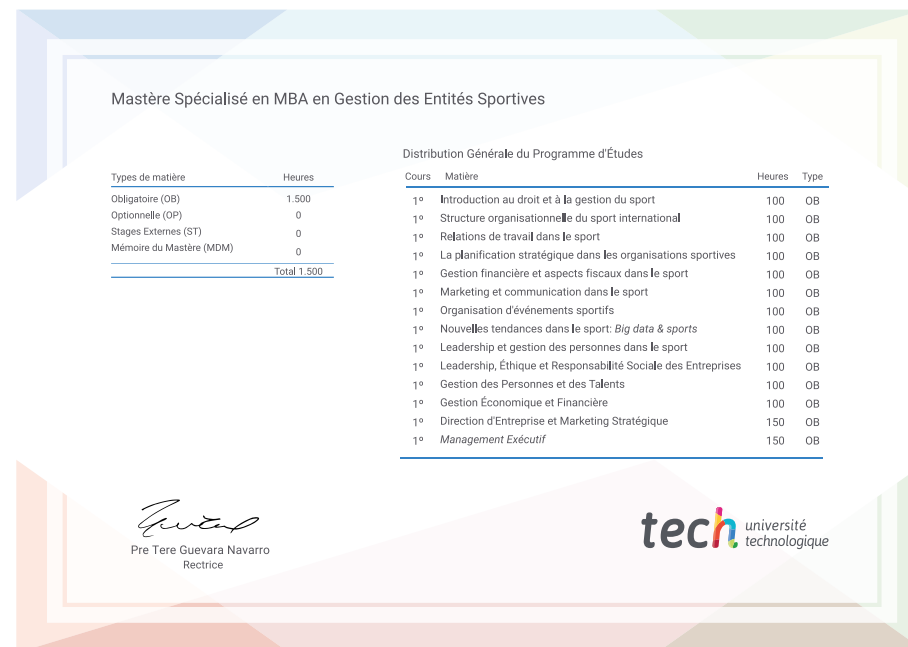 Mastère Spécialisé en MBA en Gestion des Entités Sportives
Types de matière Heures
Obligatoire (OB) 1.500
Optionnelle (OP) 0
Stages Externes (ST) 0
Mémoire du Mastère (MDM) 0
Total 1.500
Distribution Générale du Programme d'Études
Cours Matière Heures Type
1º Introduction au droit et à la gestion du sport 100 OB
1º Structure organisationnelle du sport international 100 OB
1º Relations de travail dans le sport 100 OB
1º La planification stratégique dans les organisations sportives 100 OB
1º Gestion financière et aspects fiscaux dans le sport 100 OB
1º Marketing et communication dans le sport 100 OB
1º Organisation d'événements sportifs 100 OB
1º Nouvelles tendances dans le sport: Big data & sports 100 OB
1º Leadership et gestion des personnes dans le sport 100 OB
1º Leadership, Éthique et Responsabilité Sociale des Entreprises 100 OB
1º Gestion des Personnes et des Talents 100 OB
1º Gestion Économique et Financière 100 OB
1º Direction d'Entreprise et Marketing Stratégique 150 OB
1º Management Exécutif 150 OB
Pre Tere Guevara Navarro
Rectrice
tech université
technologique